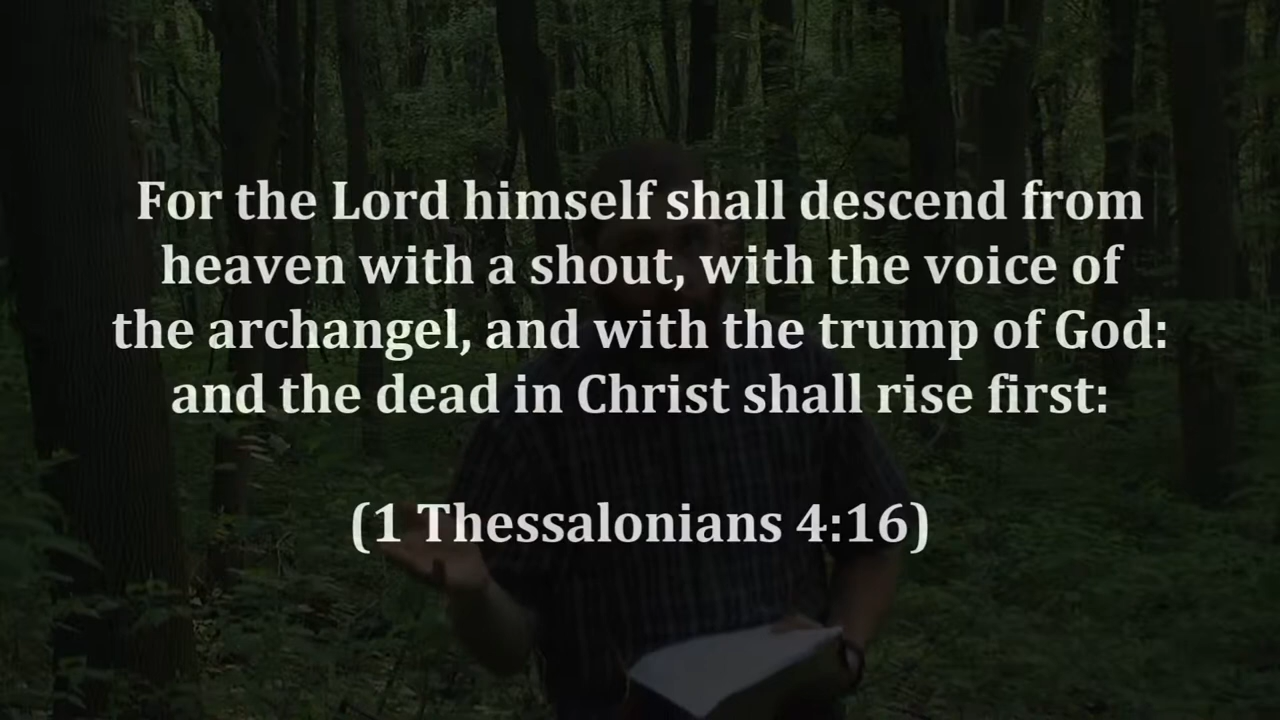 For the Lord himself shall descend from
heaven with a shout, with the voice of
the archangel, and with the trump of God:
and the dead in Christ shall rise first:
(1 Thessalonians 4:16)